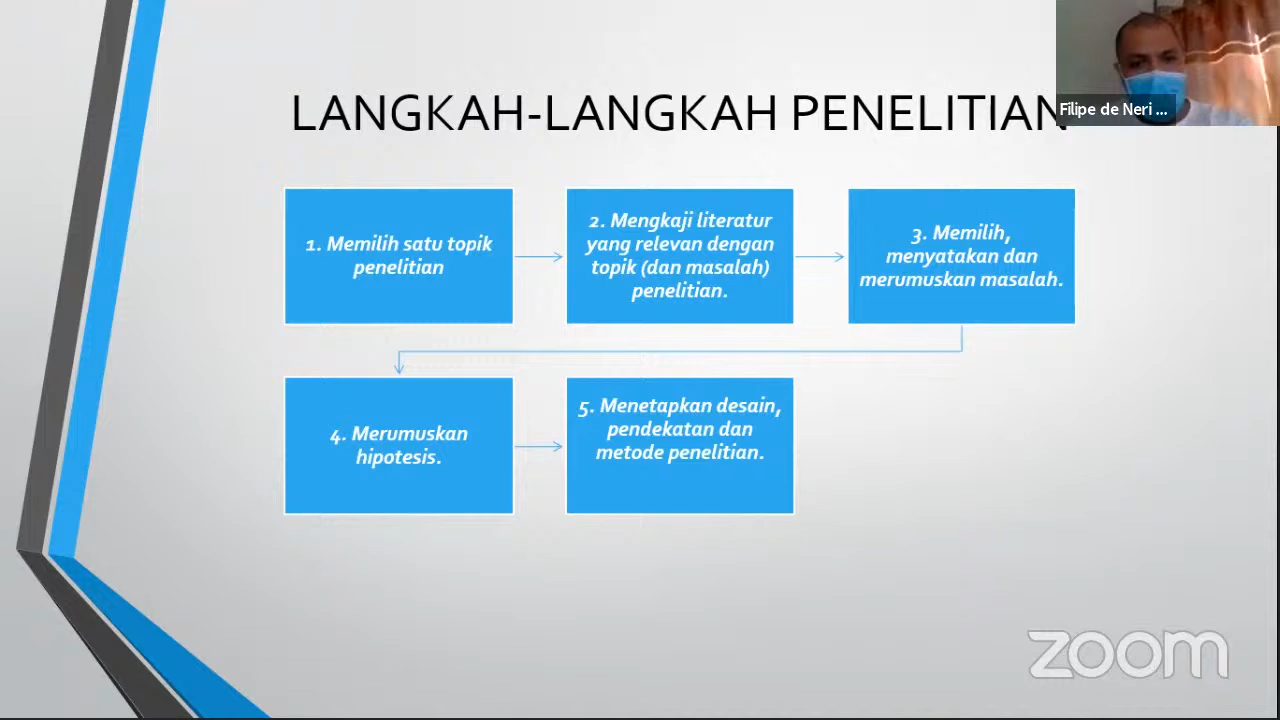 LANGKAH-LANGKAH PENELITIAN
Filipe de Neri ...
1. Memilih satu topik
penelitian
2. Mengkaji literatur
yang relevan dengan
topik (dan masalah)
penelitian.
3. Memilih,
menyatakan dan
merumuskan masalah.
4. Merumuskan
hipotesis.
5. Menetapkan desain,
pendekatan dan
metode penelitian.
zoom